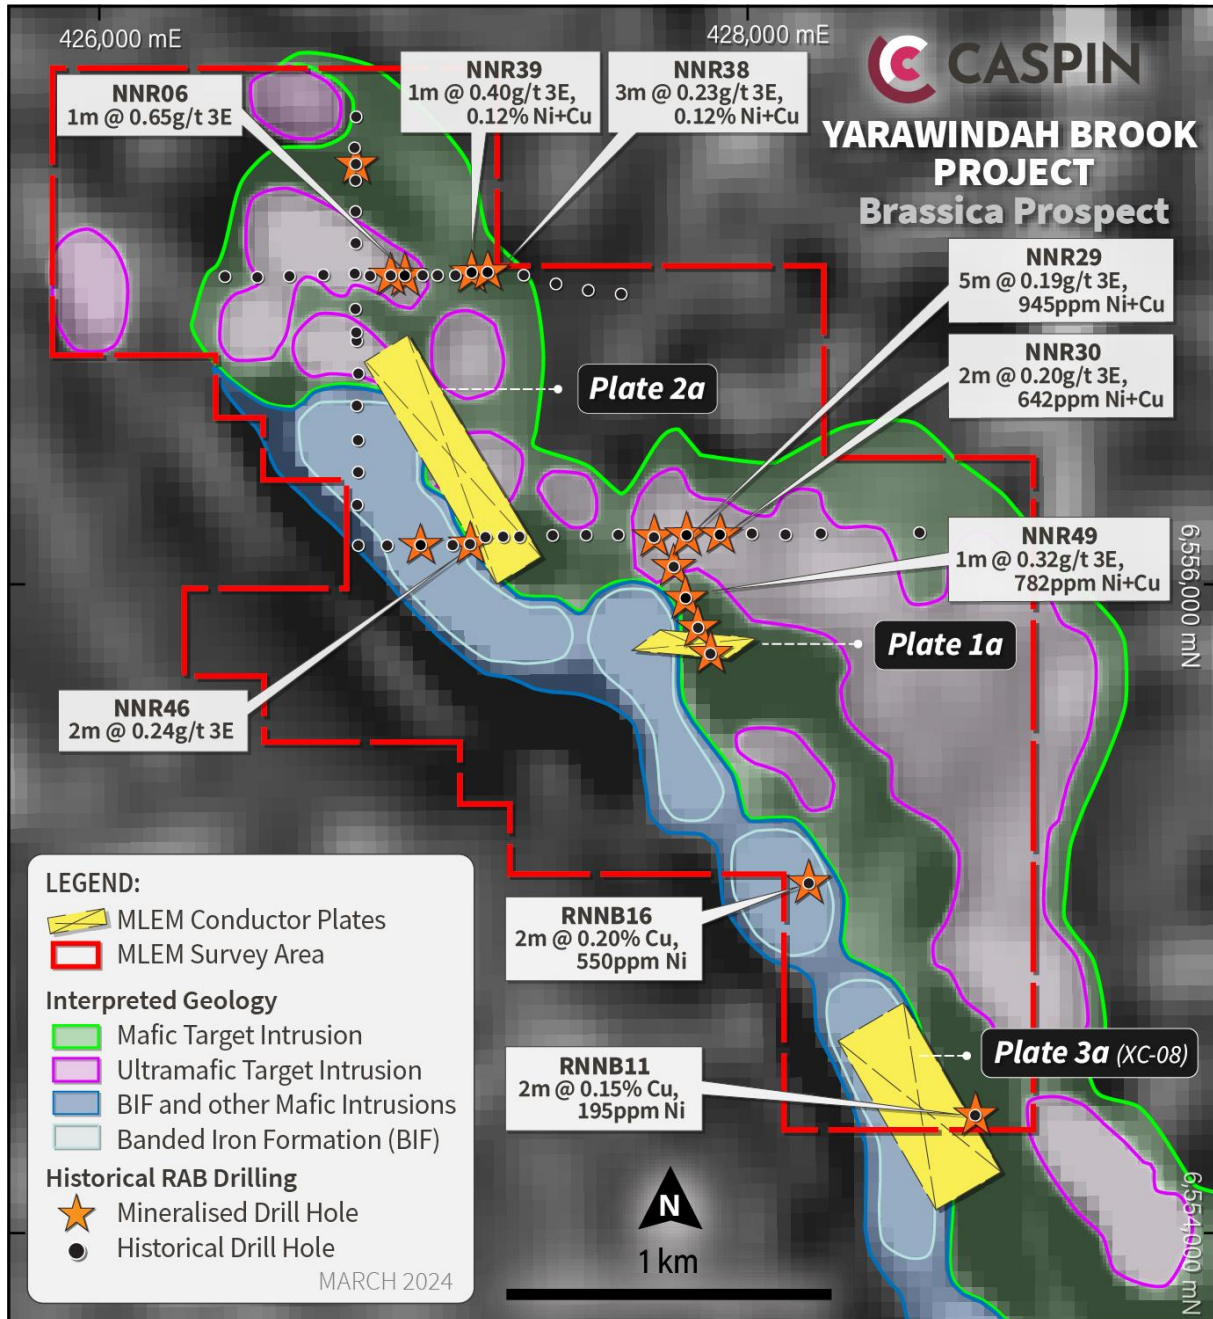 426,000 mE
428,000 mE
CASPIN
YARAWINDAH BROOK
PROJECT
Brassica Prospect
NNR06
1m @ 0.65g/t 3E
NNR39
1m @ 0.40g/t 3E,
0.12% Ni+Cu
NNR38
3m @ 0.23g/t 3E,
0.12% Ni+Cu
NNR29
5m @ 0.19g/t 3E,
945ppm Ni+Cu
NNR30
2m @ 0.20g/t 3E,
642ppm Ni+Cu
Plate 2a
NNR49
1m @ 0.32g/t 3E,
782ppm Ni+Cu
6,556,000 mN
Plate 1a
NNR46
2m @ 0.24g/t 3E
RNNB16
2m @ 0.20% Cu,
550ppm Ni
Plate 3a (XC-08)
RNNB11
2m @ 0.15% Cu,
195ppm Ni
6,554,000 mN
LEGEND:
MLEM Conductor Plates
MLEM Survey Area
Interpreted Geology
Mafic Target Intrusion
Ultramafic Target Intrusion
BIF and other Mafic Intrusions
Banded Iron Formation (BIF)
Historical RAB Drilling
Mineralised Drill Hole
Historical Drill Hole
MARCH 2024
N
1 km